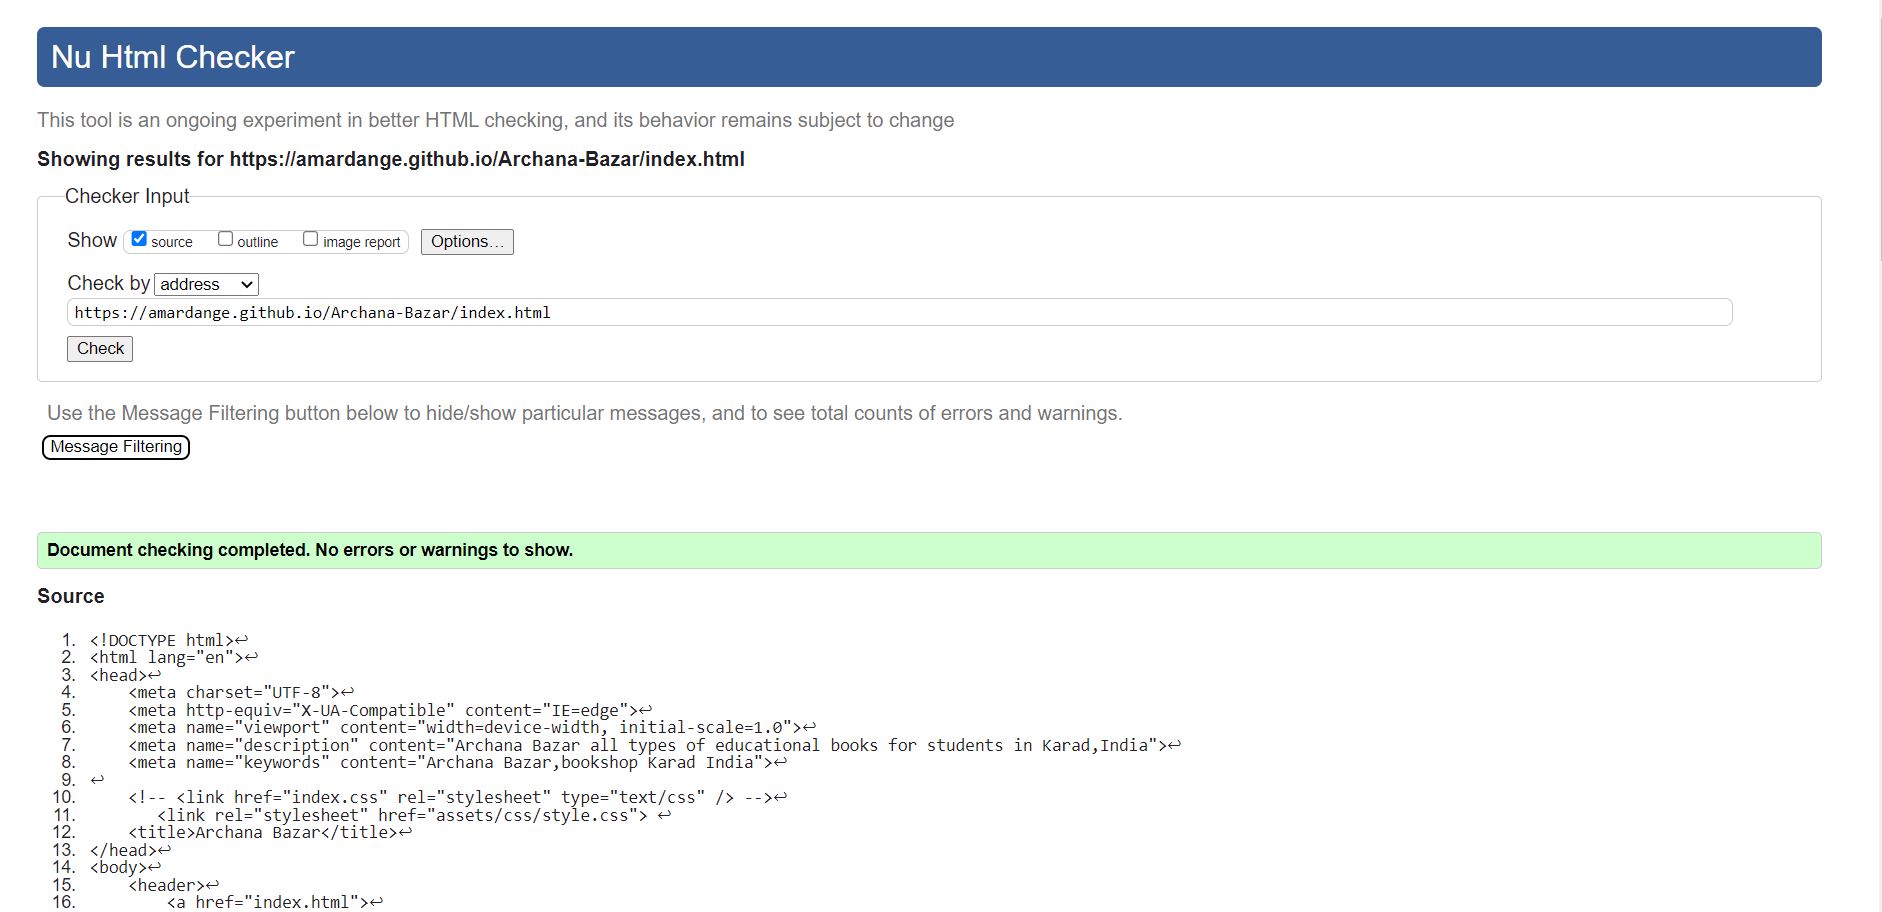 Nu Html Checker
This tool is an ongoing experiment in better HTML checking, and its behavior remains subject to change
Showing results for https://amardange.github.io/Archana-Bazar/index.html
Checker Input
Show source outline image report Options...
Check by address
https://amardange.github.io/Archana-Bazar/index.html
Check
Use the Message Filtering button below to hide/show particular messages, and to see total counts of errors and warnings.
Message Filtering
Document checking completed. No errors or warnings to show.
Source
1. <!DOCTYPE html>↩
2. <html lang="en">↩
3. <head>↩
4.     <meta charset="UTF-8">↩
5.     <meta http-equiv="X-UA-Compatible" content="IE=edge">↩
6.     <meta name="viewport" content="width=device-width, initial-scale=1.0">↩
7.     <meta name="description" content="Archana Bazar all types of educational books for students in Karad,India">↩
8.     <meta name="keywords" content="Archana Bazar,bookshop Karad India">↩
9. ↩
10.     <!-- <link href="index.css" rel="stylesheet" type="text/css" /> -->↩
11.        <link rel="stylesheet" href="assets/css/style.css"> ↩
12.     <title>Archana Bazar</title>↩
13. </head>↩
14. <body>↩
15.     <header>↩
16.         <a href="index.html">↩